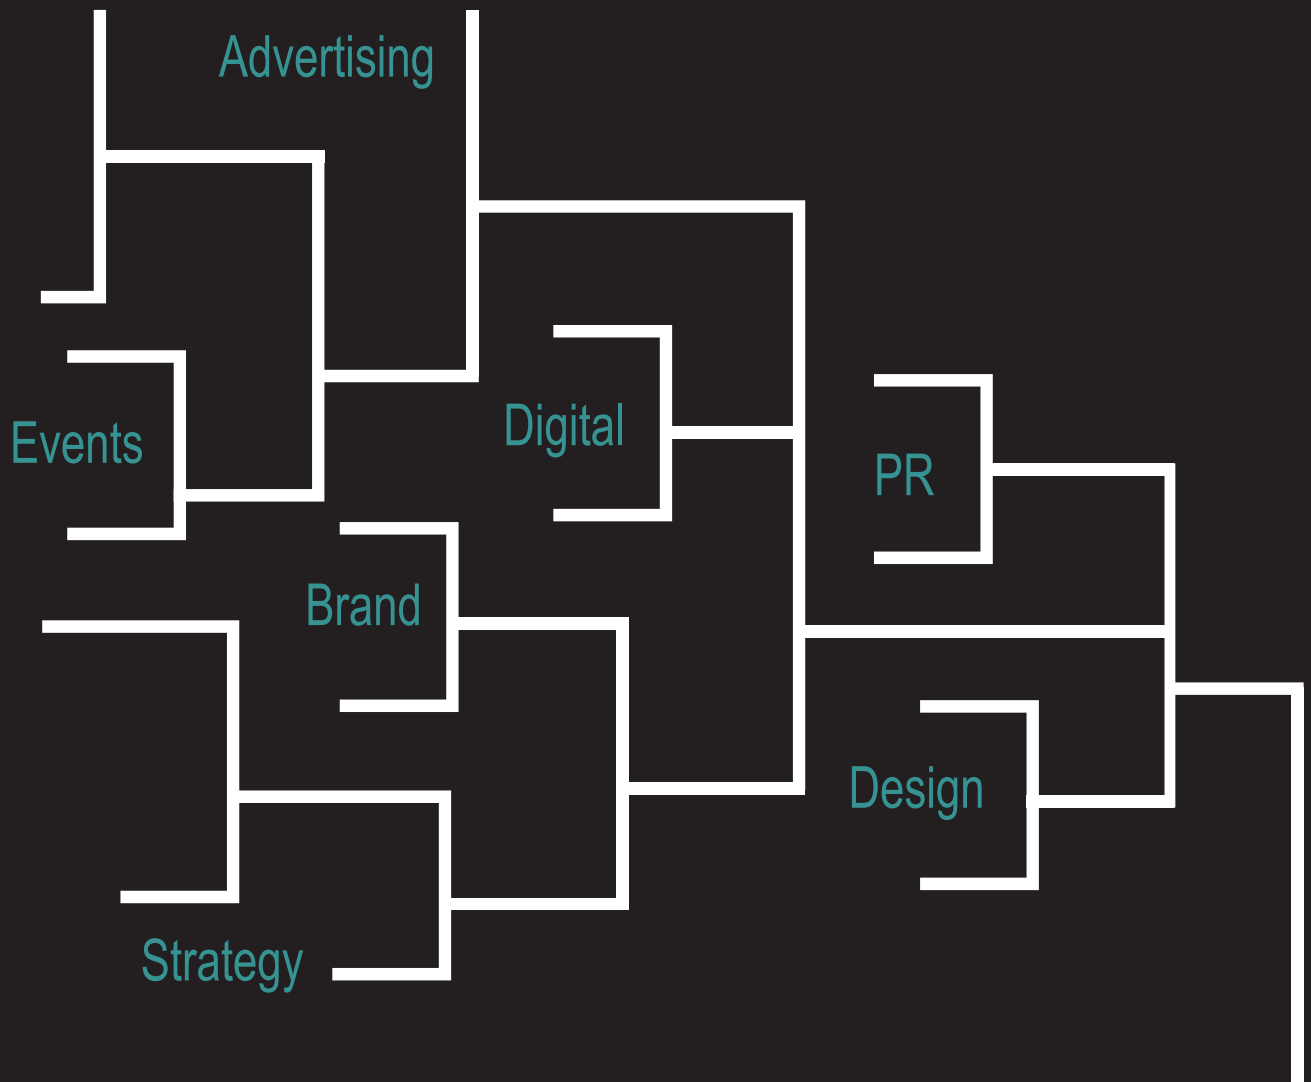 Advertising
Digital
Events
PR
Brand
Design
Strategy